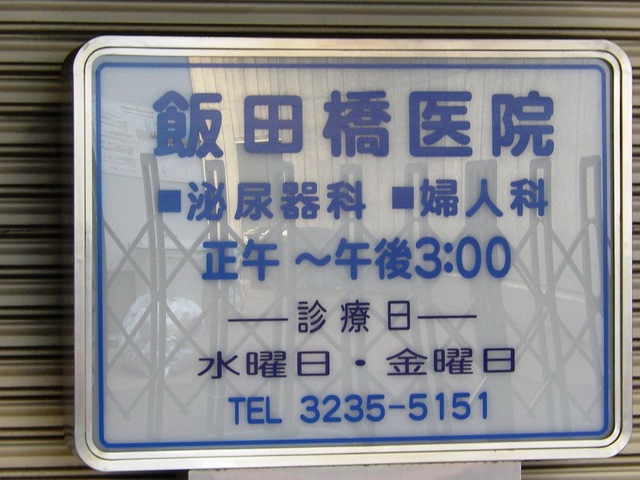 飯田橋医院
■泌尿器科 ■婦人科
正午～午後3:00
診療日
水曜日・金曜日
TEL 3235-5151